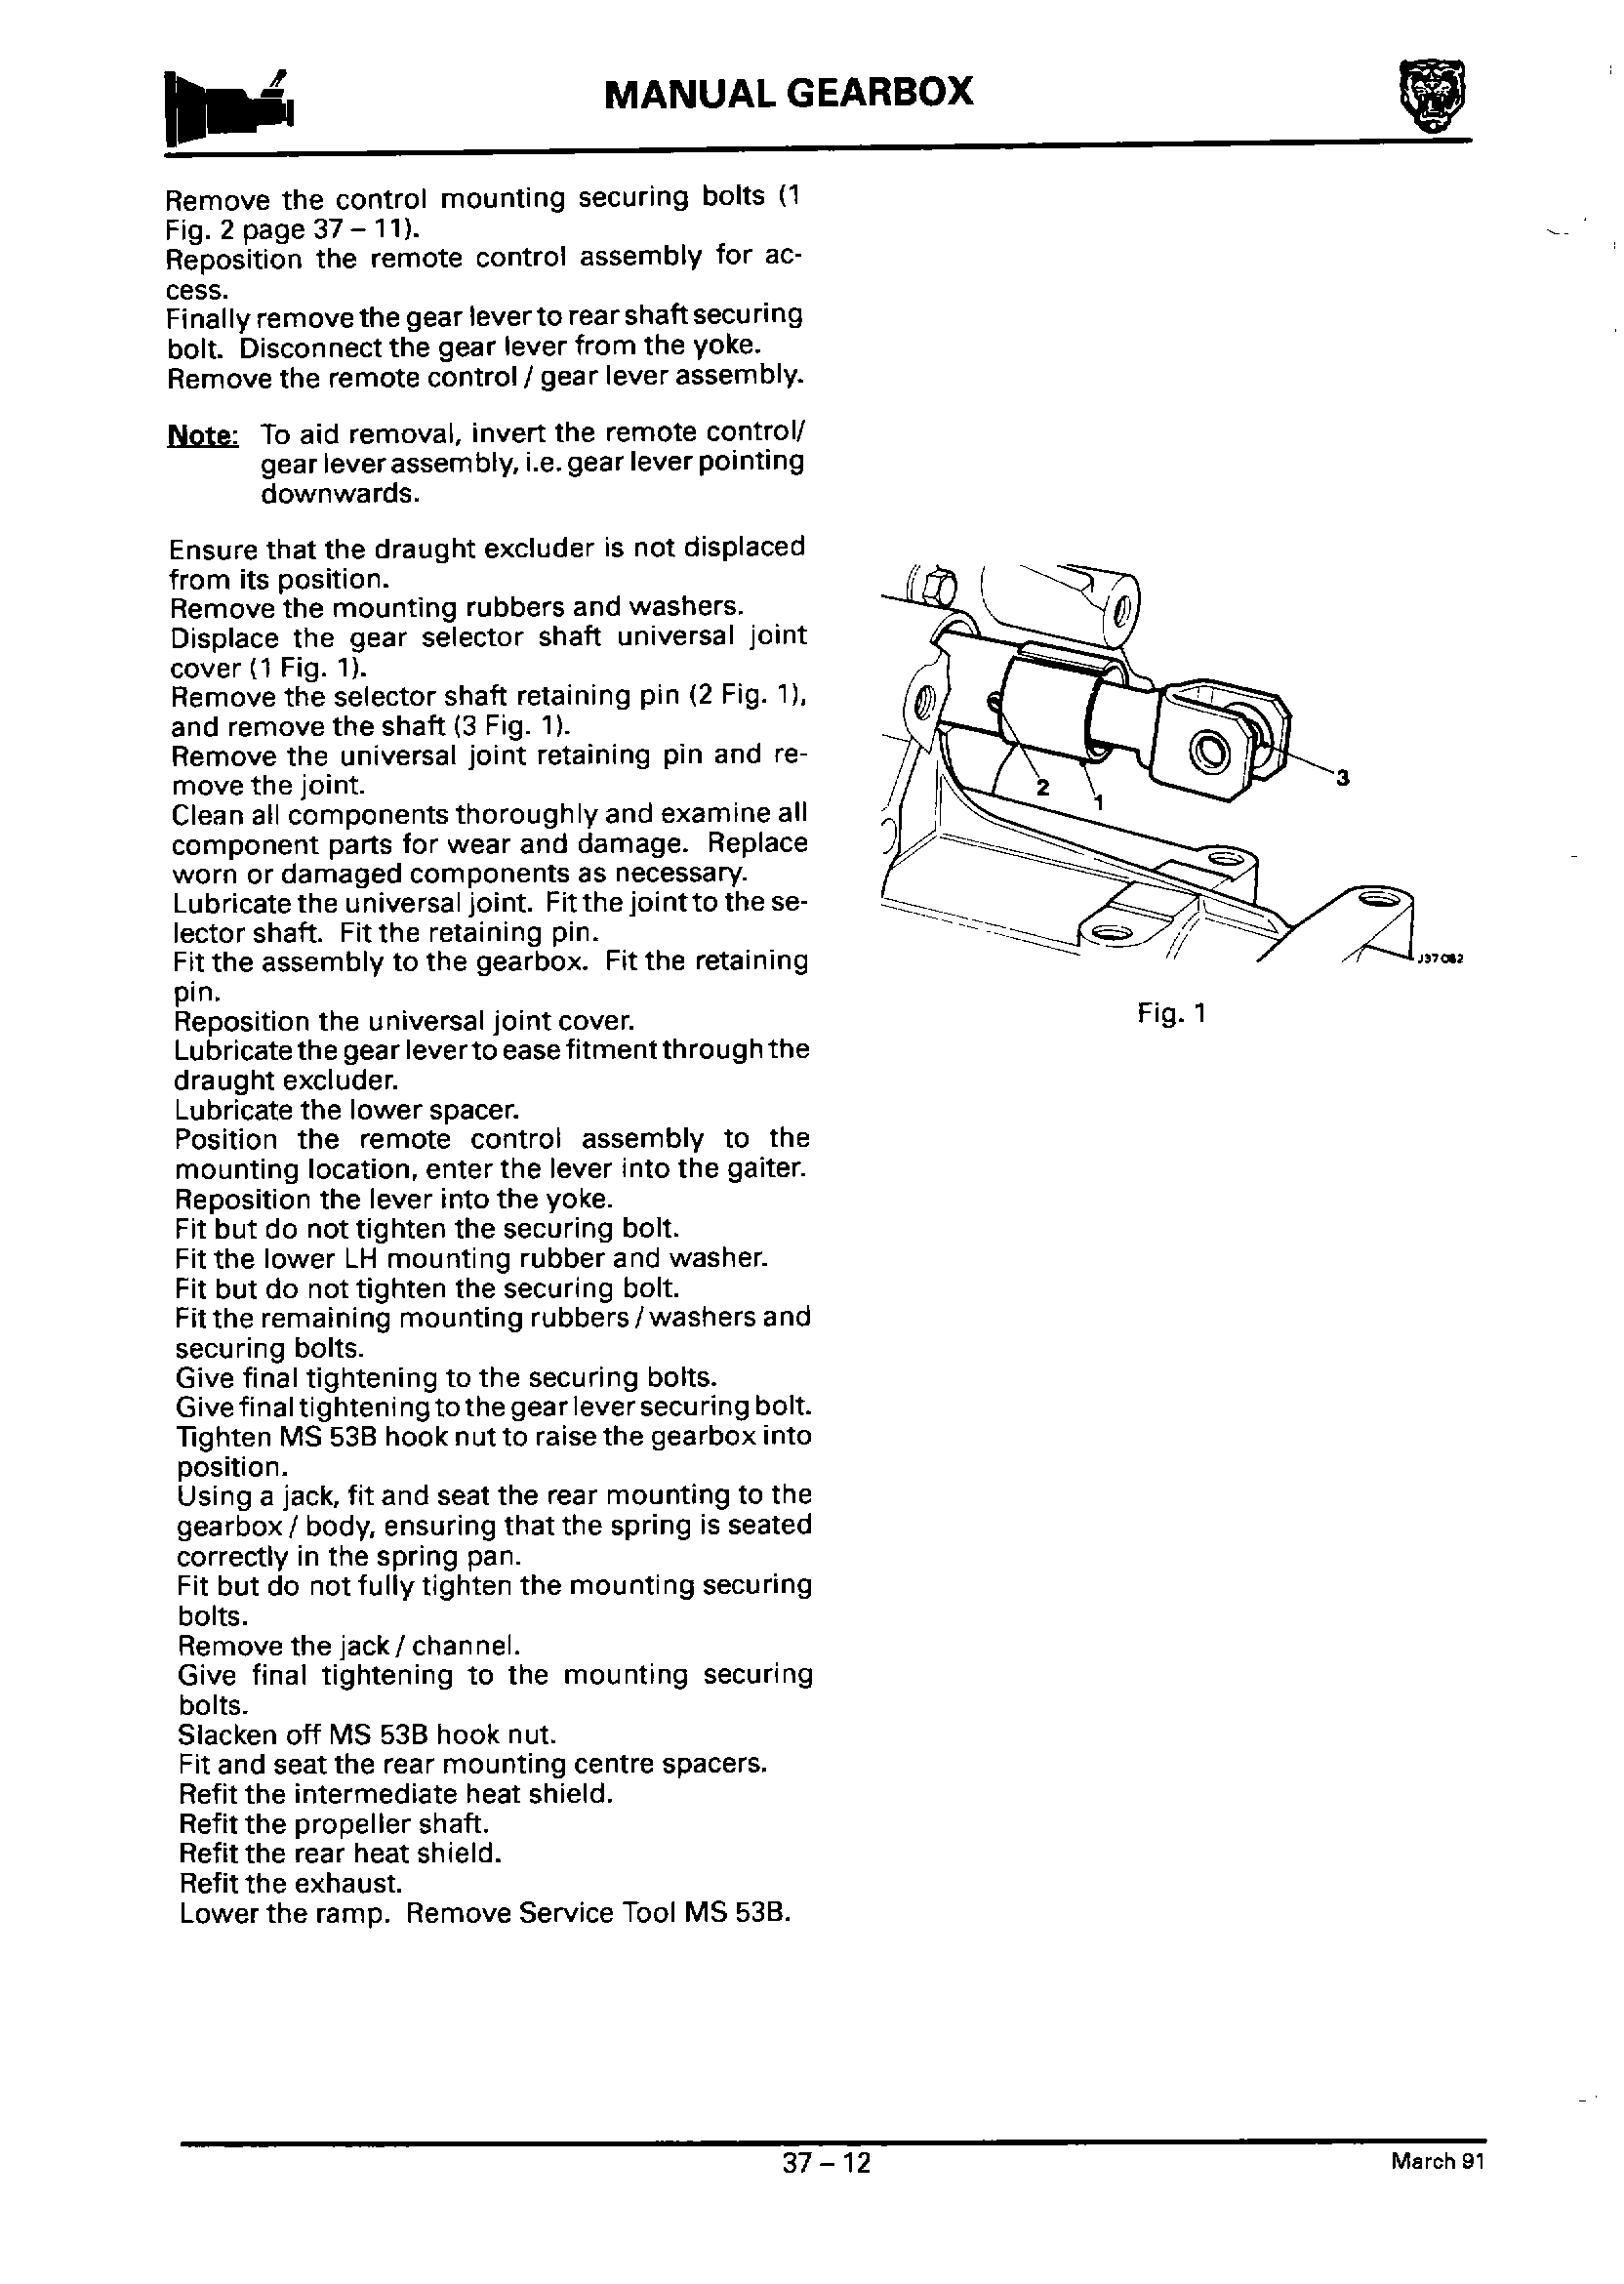 MANUAL GEARBOX
Remove the control mounting securing bolts (1
Fig. 2 page 37 – 11).
Reposition the remote control assembly for ac-
cess.
Finally remove the gear lever to rear shaft securing
bolt. Disconnect the gear lever from the yoke.
Remove the remote control / gear lever assembly.
Note: To aid removal, invert the remote control/
gear lever assembly, i.e. gear lever pointing
downwards.
Ensure that the draught excluder is not displaced
from its position.
Remove the mounting rubbers and washers.
Displace the gear selector shaft universal joint
cover (1 Fig. 1).
Remove the selector shaft retaining pin (2 Fig. 1),
and remove the shaft (3 Fig. 1).
Remove the universal joint retaining pin and re-
move the joint.
Clean all components thoroughly and examine all
component parts for wear and damage. Replace
worn or damaged components as necessary.
Lubricate the universal joint. Fit the joint to the se-
lector shaft. Fit the retaining pin.
Fit the assembly to the gearbox. Fit the retaining
pin.
Reposition the universal joint cover.
Lubricate the gear lever to ease fitment through the
draught excluder.
Lubricate the lower spacer.
Position the remote control assembly to the
mounting location, enter the lever into the gaiter.
Reposition the lever into the yoke.
Fit but do not tighten the securing bolt.
Fit the lower LH mounting rubber and washer.
Fit but do not tighten the securing bolt.
Fit the remaining mounting rubbers / washers and
securing bolts.
Give final tightening to the securing bolts.
Give final tightening to the gear lever securing bolt.
Tighten MS 53B hook nut to raise the gearbox into
position.
Using a jack, fit and seat the rear mounting to the
gearbox / body, ensuring that the spring is seated
correctly in the spring pan.
Fit but do not fully tighten the mounting securing
bolts.
Remove the jack / channel.
Give final tightening to the mounting securing
bolts.
Slacken off MS 53B hook nut.
Fit and seat the rear mounting centre spacers.
Refit the intermediate heat shield.
Refit the propeller shaft.
Refit the rear heat shield.
Refit the exhaust.
Lower the ramp. Remove Service Tool MS 53B.
2
1
3
J37 062
Fig. 1
37 – 12
March 91